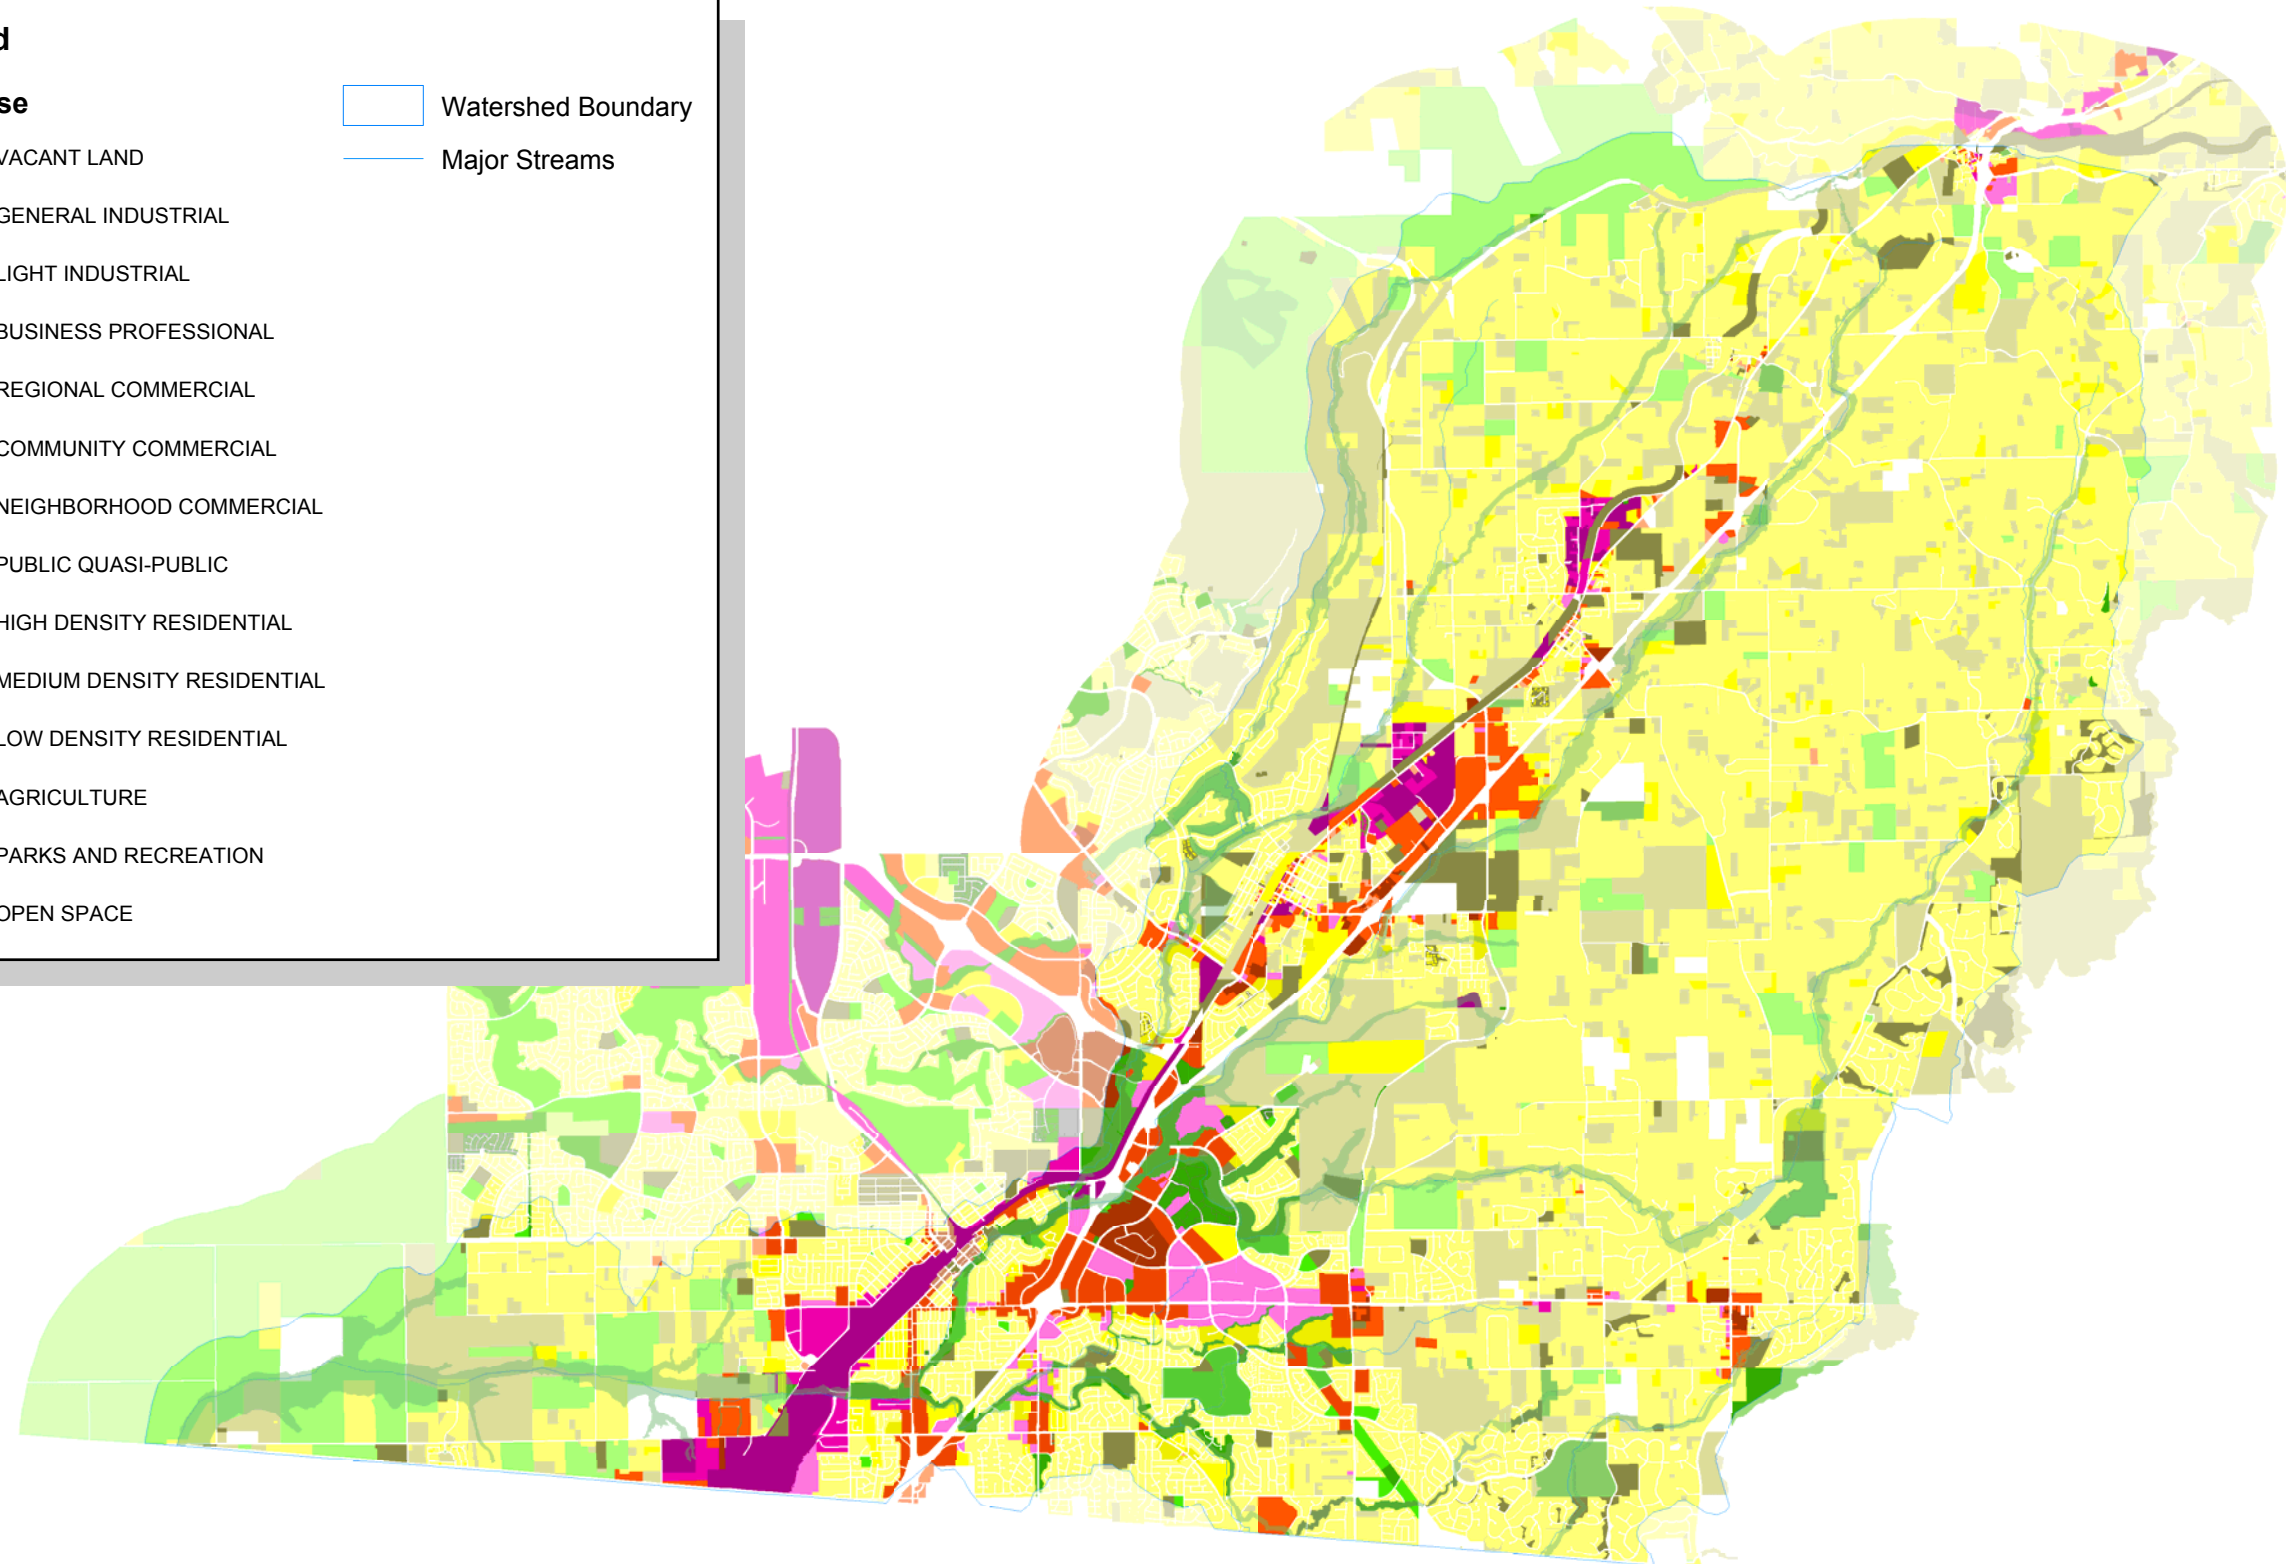 d
se
Watershed Boundary
VACANT LAND
Major Streams
GENERAL INDUSTRIAL
LIGHT INDUSTRIAL
BUSINESS PROFESSIONAL
REGIONAL COMMERCIAL
COMMUNITY COMMERCIAL
NEIGHBORHOOD COMMERCIAL
PUBLIC QUASI-PUBLIC
HIGH DENSITY RESIDENTIAL
MEDIUM DENSITY RESIDENTIAL
LOW DENSITY RESIDENTIAL
AGRICULTURE
PARKS AND RECREATION
OPEN SPACE